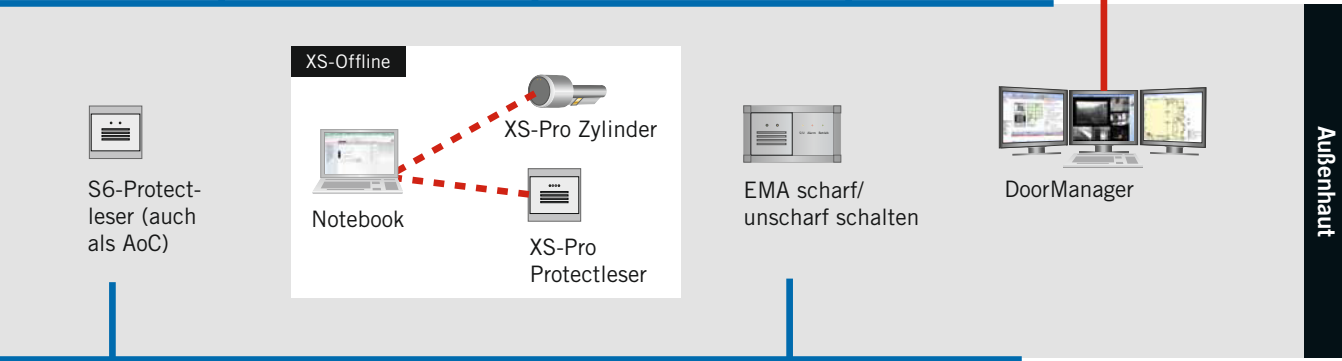 XS-Offline
XS-Pro Zylinder
Notebook
XS-Pro
Protectleser
S6-Protect-
leser (auch
als AoC)
EMA scharf/
unscharf schalten
DoorManager
Außenhaut